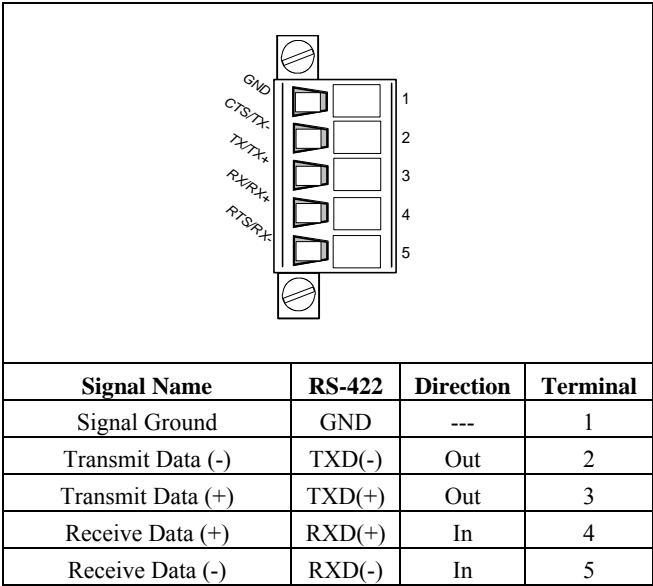 GND
1
CTS/TX-
2
TX/TX+
3
RX/RX+
4
RTS/RX-
5
Signal Name RS-422 Direction Terminal
Signal Ground GND --- 1
Transmit Data (-) TXD(-) Out 2
Transmit Data (+) TXD(+) Out 3
Receive Data (+) RXD(+) In 4
Receive Data (-) RXD(-) In 5